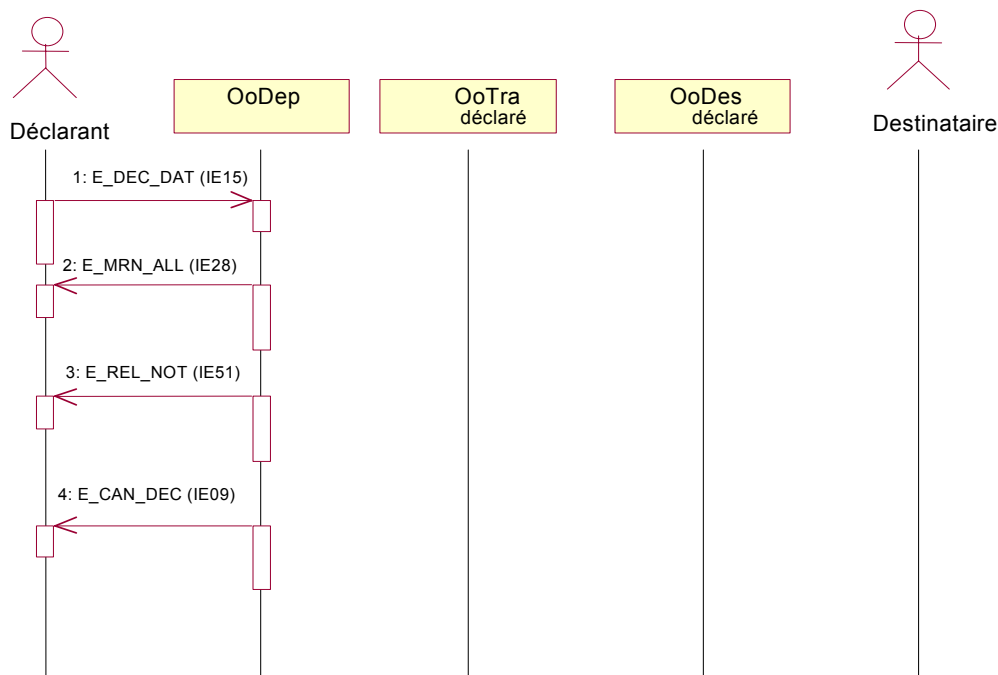 Déclarant
OoDep
OoTra
déclaré
OoDes
déclaré
Destinataire
1: E_DEC_DAT (IE15)
2: E_MRN_ALL (IE28)
3: E_REL_NOT (IE51)
4: E_CAN_DEC (IE09)